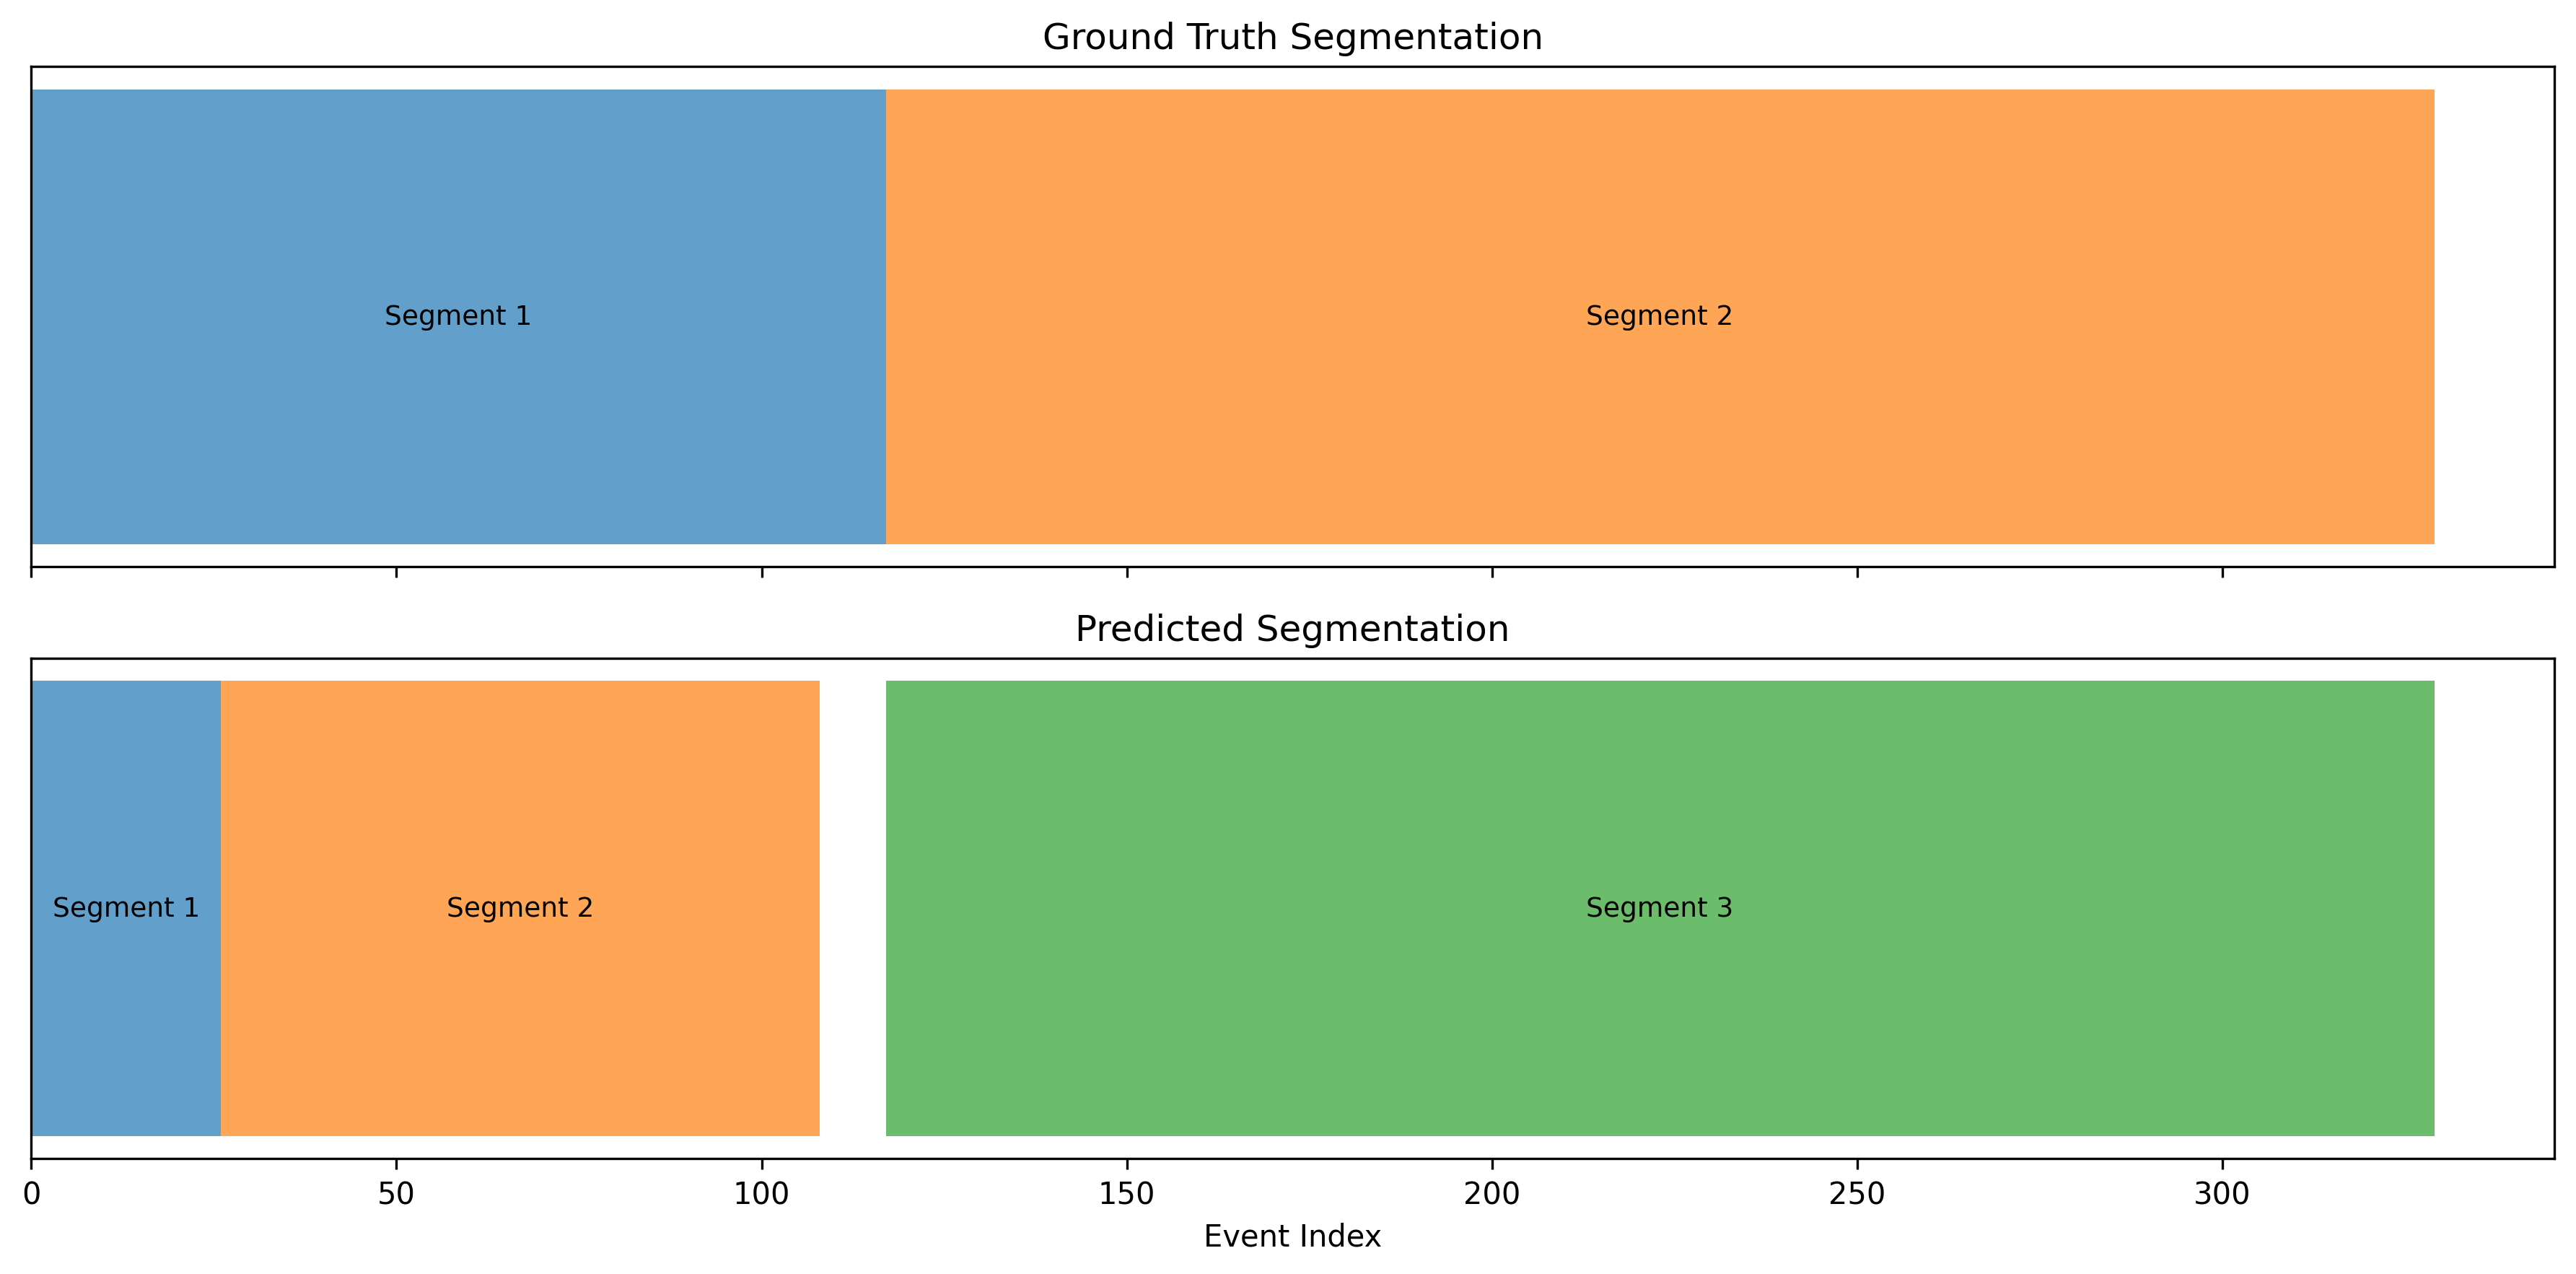 Ground Truth Segmentation
Segment 1
Segment 2
Predicted Segmentation
Segment 1
Segment 2
Segment 3
0 50 100 150 200 250 300
Event Index